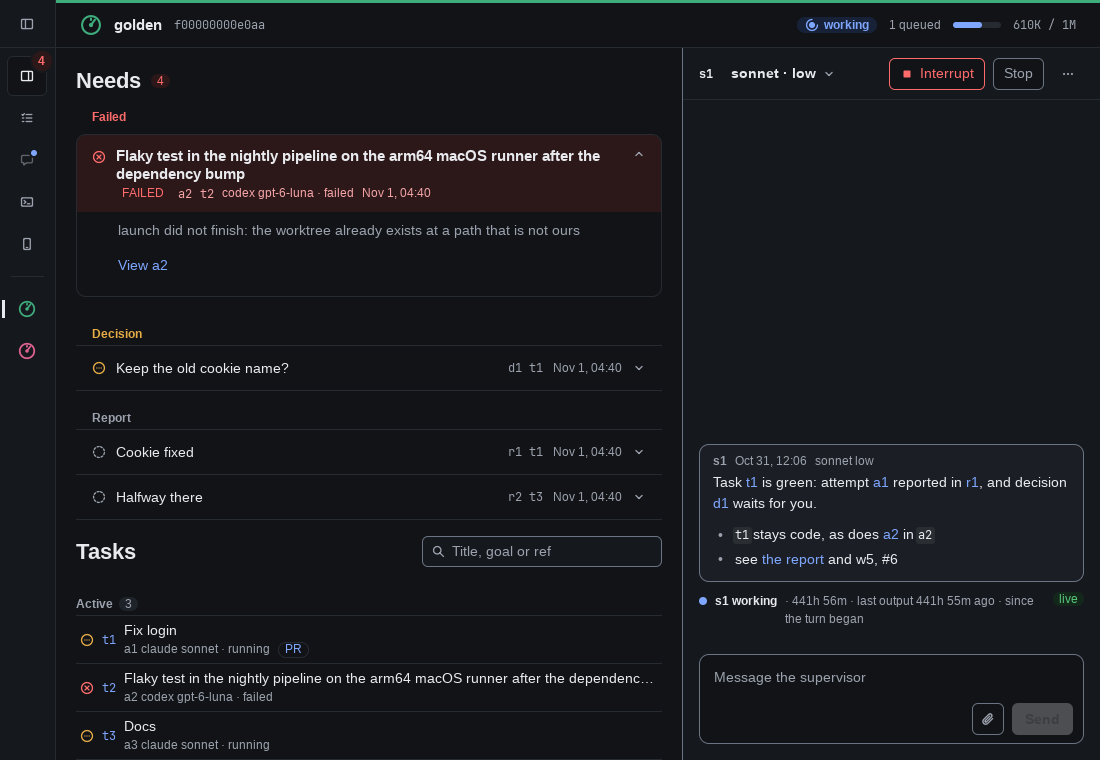 golden f00000000e0aa working 1 queued 610K / 1M
4
Needs 4
Failed
Flaky test in the nightly pipeline on the arm64 macOS runner after the
dependency bump
FAILED a2 t2 codex gpt-6-luna · failed Nov 1, 04:40
launch did not finish: the worktree already exists at a path that is not ours
View a2
Decision
Keep the old cookie name? d1 t1 Nov 1, 04:40
Report
Cookie fixed r1 t1 Nov 1, 04:40
Halfway there r2 t3 Nov 1, 04:40
Tasks Title, goal or ref
Active 3
t1 Fix login
a1 claude sonnet · running PR
t2 Flaky test in the nightly pipeline on the arm64 macOS runner after the dependenc…
a2 codex gpt-6-luna · failed
t3 Docs
a3 claude sonnet · running
s1 sonnet · low Interrupt Stop ···
s1 Oct 31, 12:06 sonnet low
Task t1 is green: attempt a1 reported in r1, and decision
d1 waits for you.
• t1 stays code, as does a2 in a2
• see the report and w5, #6
s1 working · 441h 56m · last output 441h 55m ago · since live
the turn began
Message the supervisor
Send